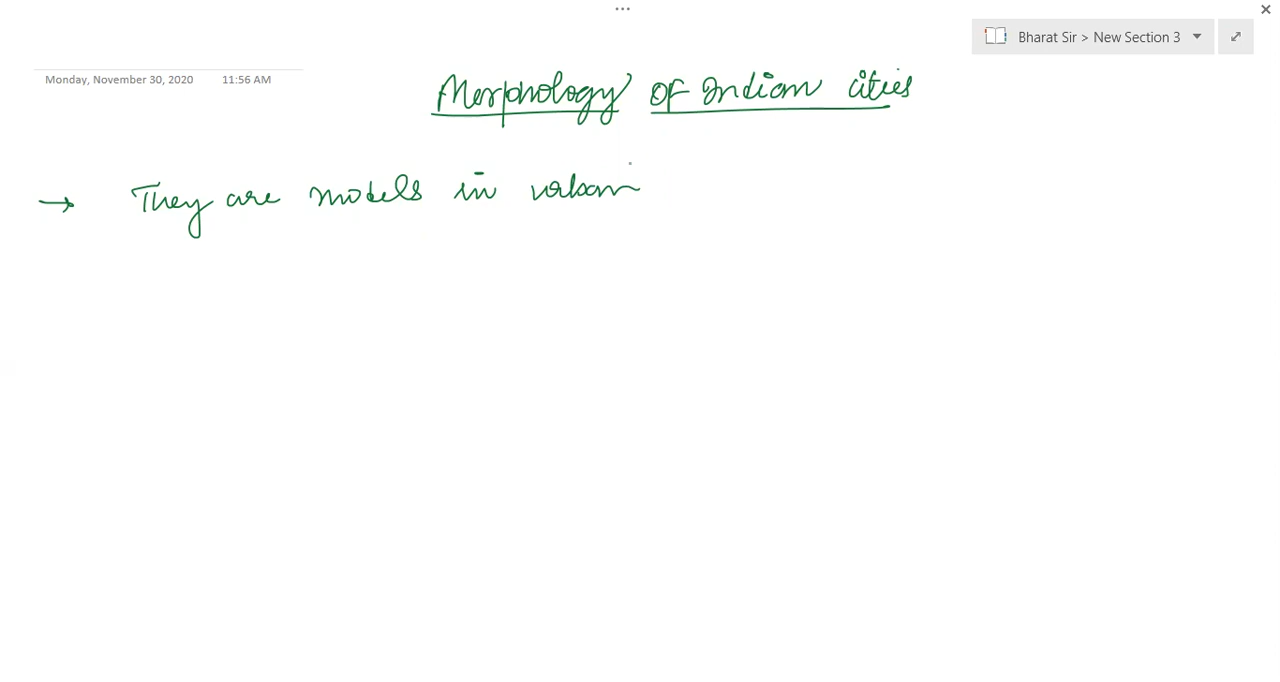 Bharat Sir > New Section 3
Monday, November 30, 2020 11:56 AM
Morphology of Indian cities
→ They are models in urban